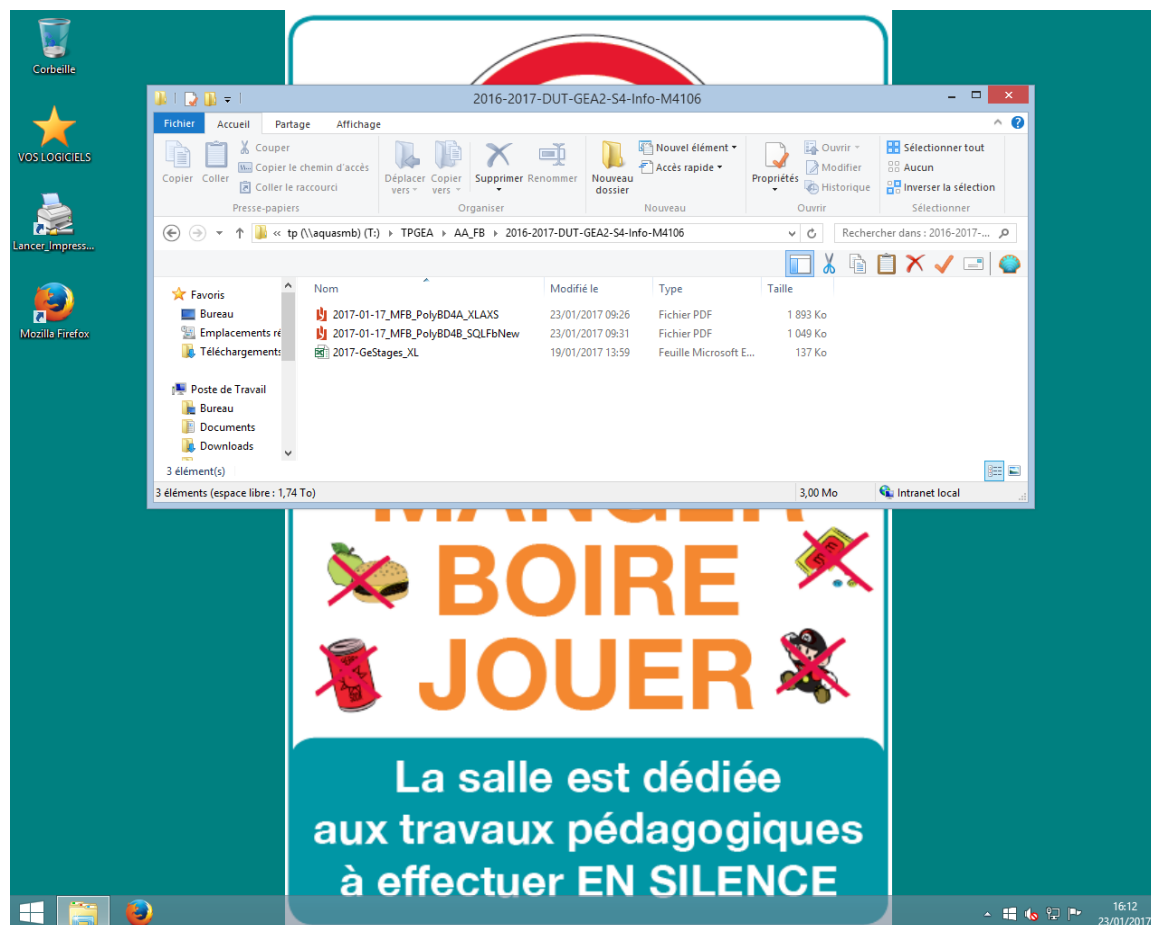 Corbeille
VOS LOGICIELS
Lancer_Impress...
Mozilla Firefox
2016-2017-DUT-GEA2-S4-Info-M4106
Fichier Accueil Partage Affichage
Copier Coller
Couper
Copier le chemin d'accès
Coller le raccourci
Presse-papiers
Déplacer vers Copier vers Supprimer Renommer
Organiser
Nouveau dossier
Nouvel élément
Accès rapide
Nouveau
Propriétés
Ouvrir
Modifier
Historique
Ouvrir
Sélectionner tout
Aucun
Inverser la sélection
Sélectionner
« tp (\\aquasmb) (T:) TPGEA AA_FB 2016-2017-DUT-GEA2-S4-Info-M4106
Rechercher dans : 2016-2017-...
Favoris
Bureau
Emplacements ré
Téléchargements
Poste de Travail
Bureau
Documents
Downloads
Nom Modifié le Type Taille
2017-01-17_MFB_PolyBD4A_XLAXS 23/01/2017 09:26 Fichier PDF 1 893 Ko
2017-01-17_MFB_PolyBD4B_SQLFbNew 23/01/2017 09:31 Fichier PDF 1 049 Ko
2017-GeStages_XL 19/01/2017 13:59 Feuille Microsoft E... 137 Ko
3 élément(s)
3 éléments (espace libre : 1,74 To) 3,00 Mo Intranet local
MANGER
BOIRE
JOUER
La salle est dédiée
aux travaux pédagogiques
à effectuer EN SILENCE
16:12
23/01/2017